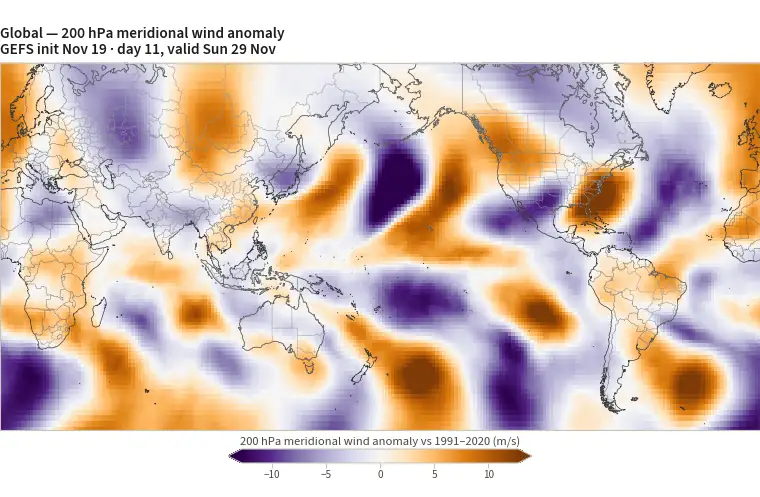 Global — 200 hPa meridional wind anomaly
GEFS init Nov 19 · day 11, valid Sun 29 Nov
200 hPa meridional wind anomaly vs 1991–2020 (m/s)
−10 −5 0 5 10